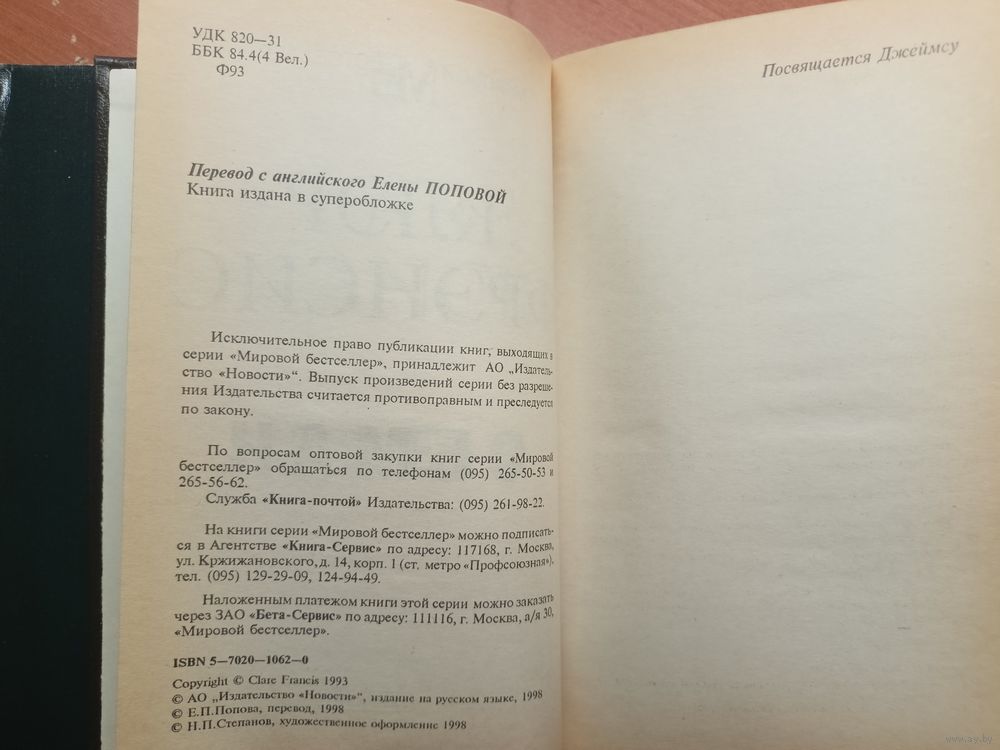 УДК 820—31
ББК 84.4(4 Вел.)
Ф93
Перевод с английского Елены ПОПОВОЙ
Книга издана в суперобложке
Исключительное право публикации книг, выходящих в
серии «Мировой бестселлер», принадлежит АО „Издатель-
ство «Новости»“. Выпуск произведений серии без разреше-
ния Издательства считается противоправным и преследуется
по закону.
По вопросам оптовой закупки книг серии «Мировой
бестселлер» обращаться по телефонам (095) 265-50-53 и
265-56-62.
Служба «Книга-почтой» Издательства: (095) 261-98-22.
На книги серии «Мировой бестселлер» можно подписать-
ся в Агентстве «Книга-Сервис» по адресу: 117168, г. Москва,
ул. Кржижановского, д. 14, корп. 1 (ст. метро «Профсоюзная»),
тел. (095) 129-29-09, 124-94-49.
Наложенным платежом книги этой серии можно заказать
через ЗАО «Бета-Сервис» по адресу: 111116, г. Москва, а/я 30,
«Мировой бестселлер».
ISBN 5—7020—1062—0
Copyright © Clare Francis 1993
© АО „Издательство «Новости»“, издание на русском языке, 1998
© Е.П.Попова, перевод, 1998
© Н.П.Степанов, художественное оформление 1998
Посвящается Джеймсу
www.ay.by